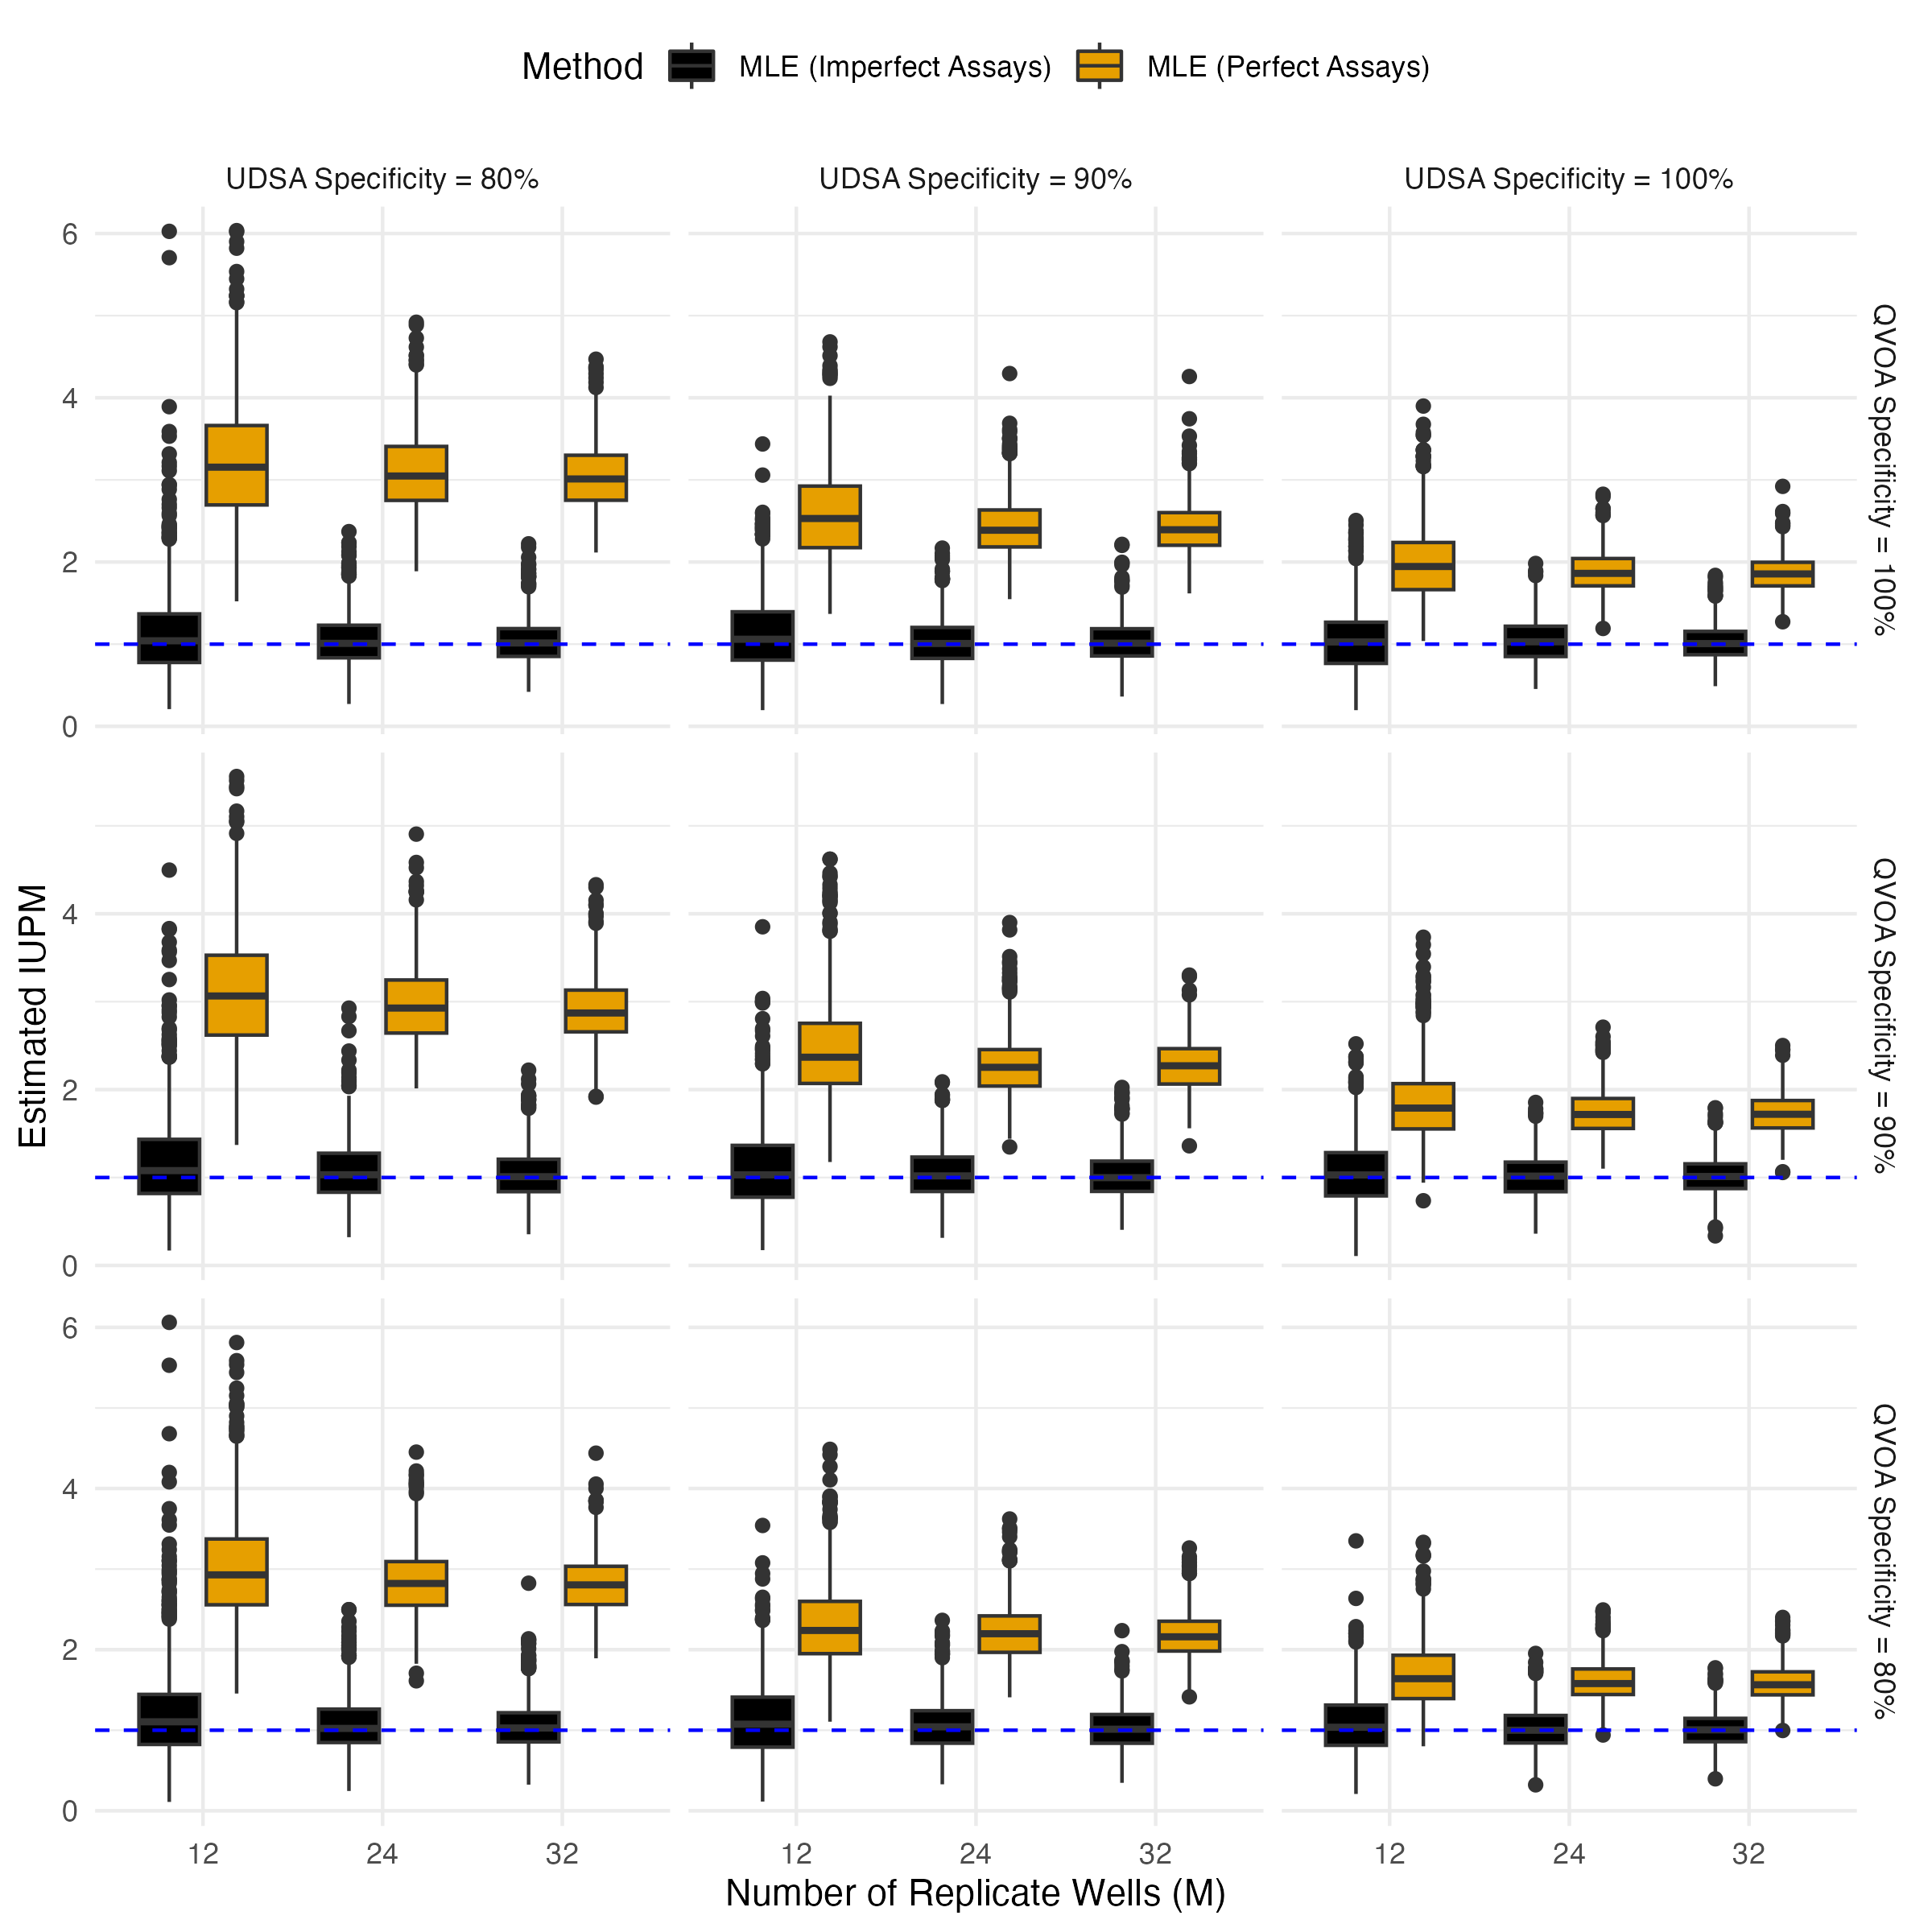 Method MLE (Imperfect Assays) MLE (Perfect Assays)
UDSA Specificity = 80% UDSA Specificity = 90% UDSA Specificity = 100%
6
4
2
0
QVOA Specificity = 100%
Estimated IUPM
4
2
0
QVOA Specificity = 90%
6
4
2
0
QVOA Specificity = 80%
12 24 32 12 24 32 12 24 32
Number of Replicate Wells (M)